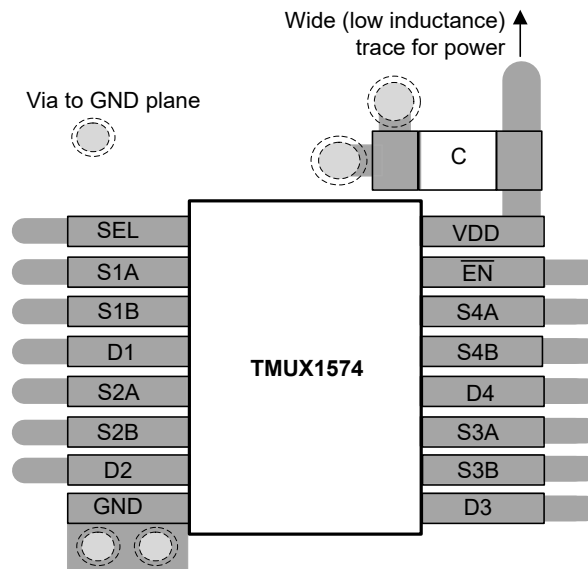 Wide (low inductance)
trace for power
Via to GND plane
C
SEL
VDD
S1A
E̅N̅
S1B
S4A
D1
S4B
TMUX1574
S2A
D4
S2B
S3A
D2
S3B
GND
D3